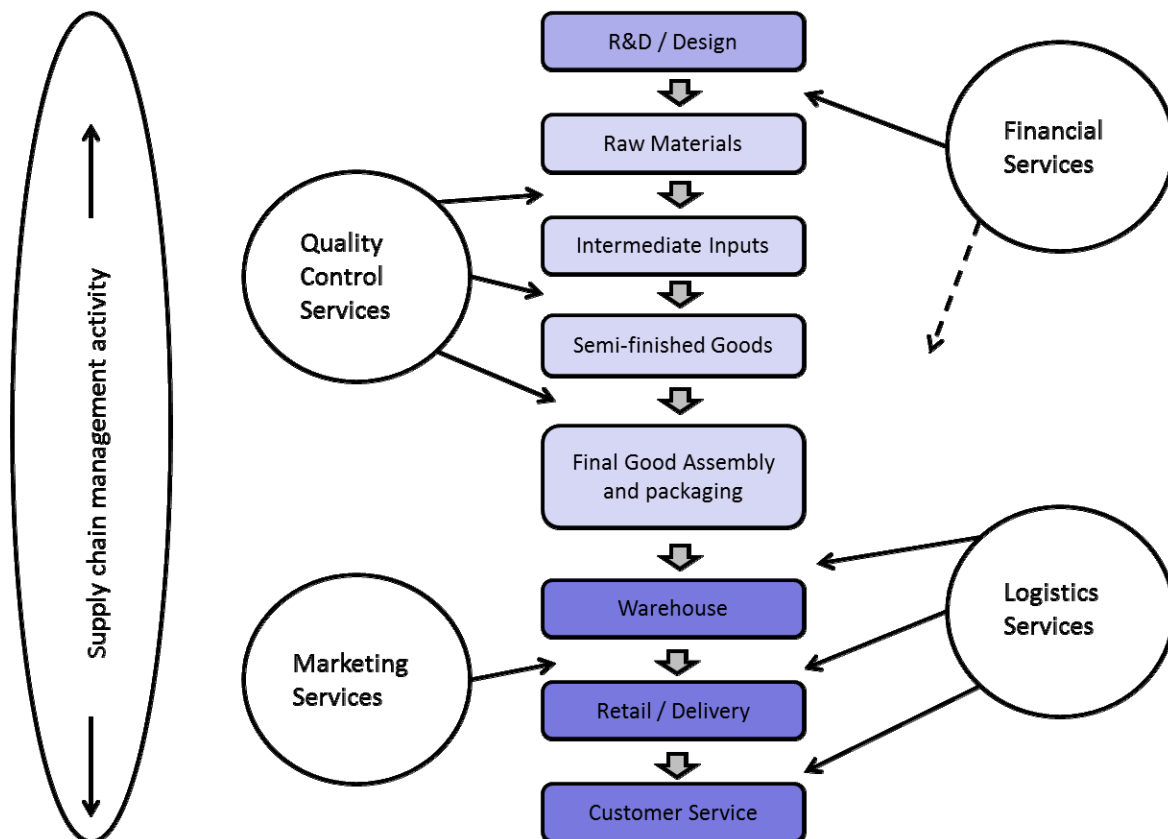 R&D / Design
Raw Materials
Financial
Services
Quality
Control
Services
Intermediate Inputs
Semi-finished Goods
Supply chain management activity
Final Good Assembly
and packaging
Warehouse
Logistics
Services
Marketing
Services
Retail / Delivery
Customer Service